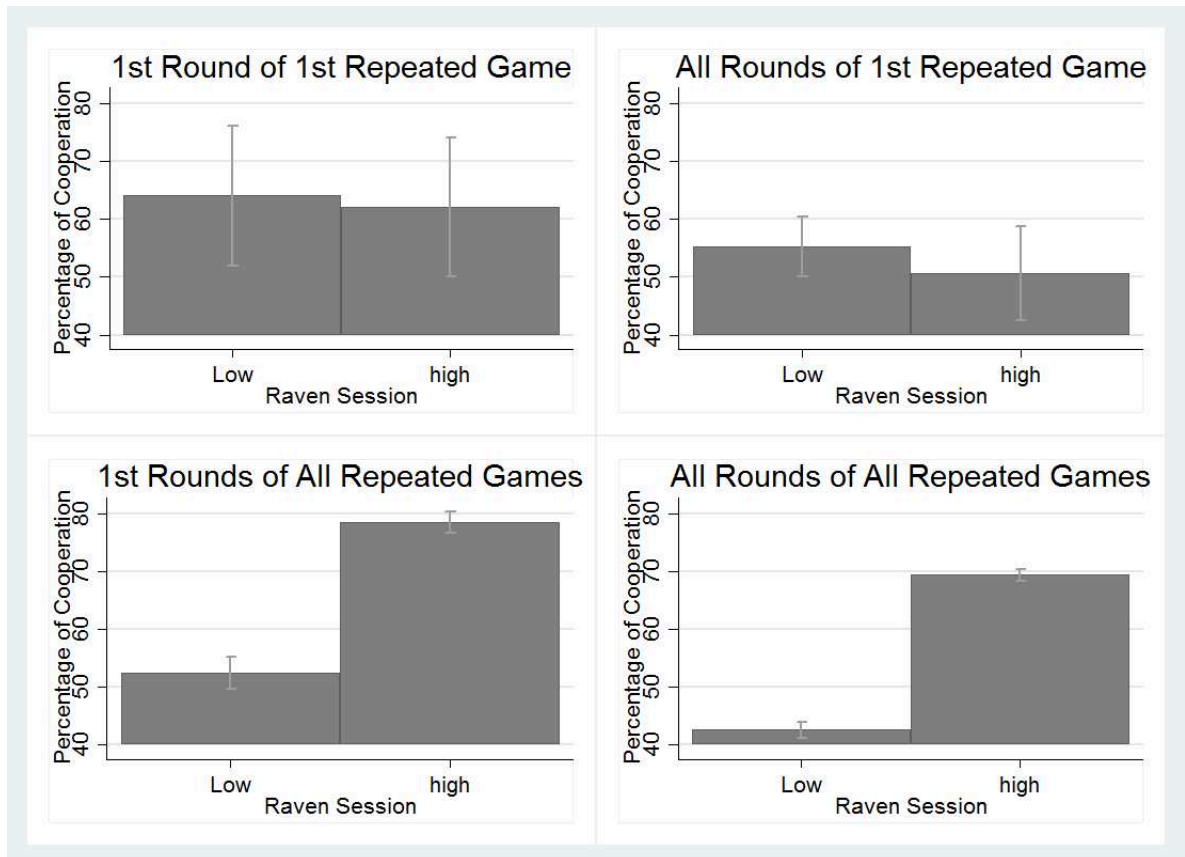 1st Round of 1st Repeated Game
Percentage of Cooperation
80
70
60
50
40
Low high
Raven Session
All Rounds of 1st Repeated Game
Percentage of Cooperation
80
70
60
50
40
Low high
Raven Session
1st Rounds of All Repeated Games
Percentage of Cooperation
80
70
60
50
40
Low high
Raven Session
All Rounds of All Repeated Games
Percentage of Cooperation
80
70
60
50
40
Low high
Raven Session